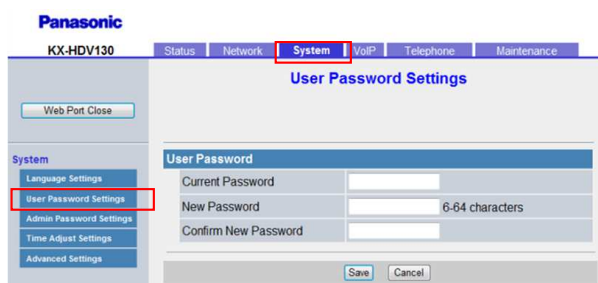 Panasonic
KX-HDV130
Status Network System VoIP Telephone Maintenance
User Password Settings
Web Port Close
System
Language Settings
User Password Settings
Admin Password Settings
Time Adjust Settings
Advanced Settings
User Password
Current Password
New Password 6-64 characters
Confirm New Password
Save Cancel